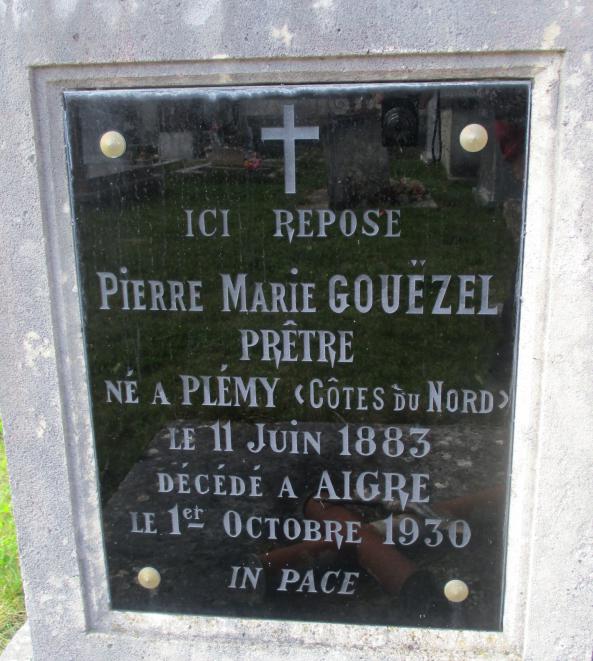 ICI REPOSE
PIERRE MARIE GOUËZEL
PRÊTRE
NÉ A PLÉMY (CÔTES DU NORD)
LE 11 JUIN 1883
DÉCÉDÉ A AIGRE
LE 1er OCTOBRE 1930
IN PACE